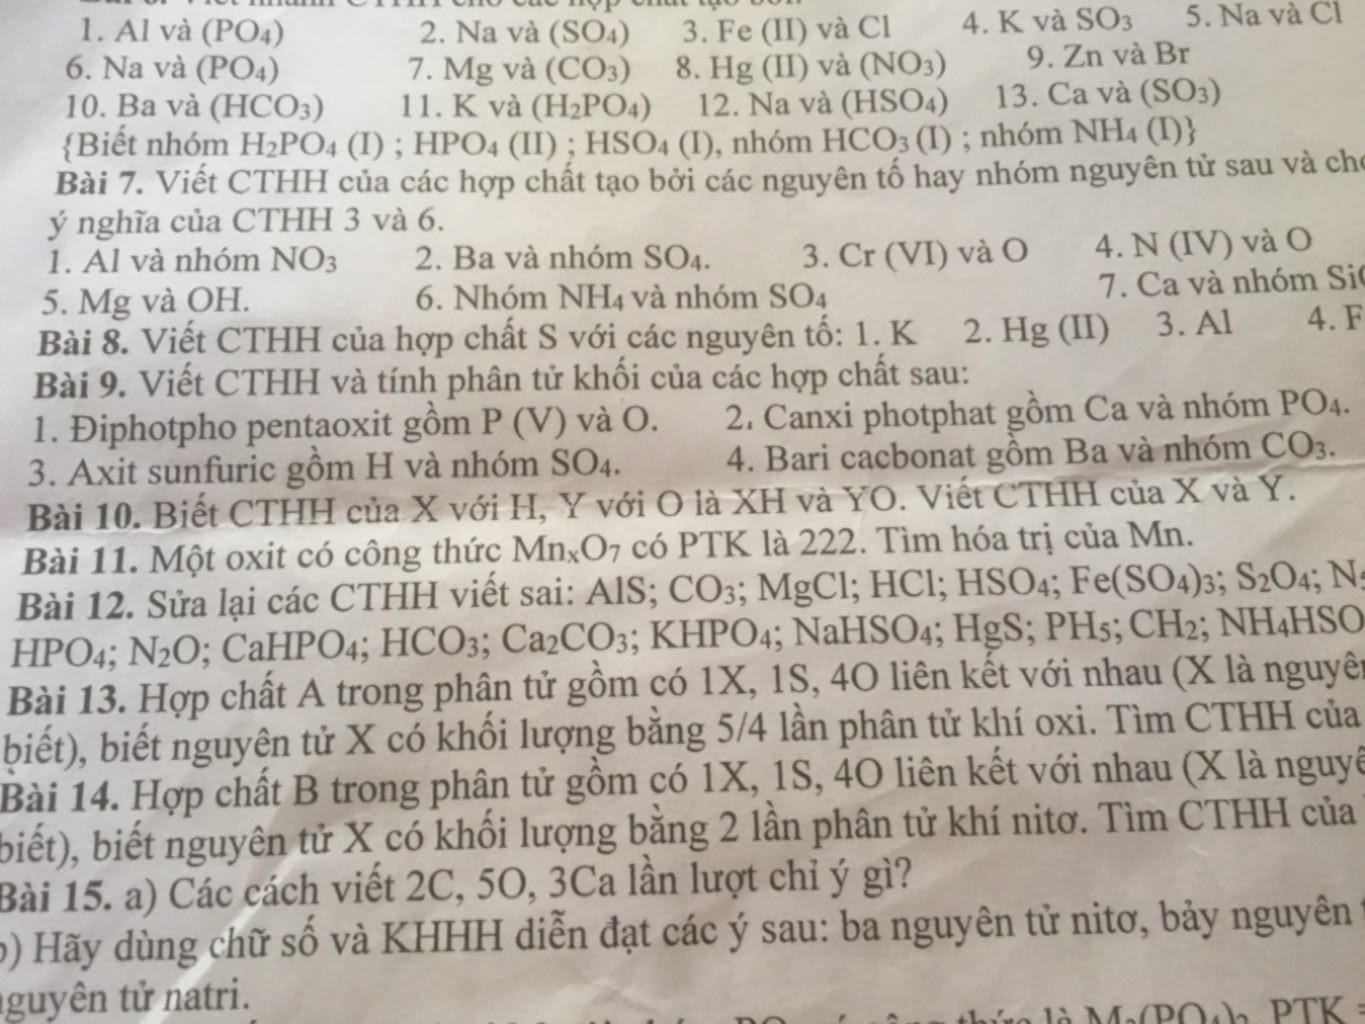 1. Al và (PO₄) 2. Na và (SO₄) 3. Fe (II) và Cl 4. K và SO₃ 5. Na và Cl
6. Na và (PO₄) 7. Mg và (CO₃) 8. Hg (II) và (NO₃) 9. Zn và Br
10. Ba và (HCO₃) 11. K và (H₂PO₄) 12. Na và (HSO₄) 13. Ca và (SO₃)
{Biết nhóm H₂PO₄ (I) ; HPO₄ (II) ; HSO₄ (I), nhóm HCO₃ (I) ; nhóm NH₄ (I)}
Bài 7. Viết CTHH của các hợp chất tạo bởi các nguyên tố hay nhóm nguyên tử sau và
ý nghĩa của CTHH 3 và 6.
1. Al và nhóm NO₃ 2. Ba và nhóm SO₄. 3. Cr (VI) và O 4. N (IV) và O
5. Mg và OH. 6. Nhóm NH₄ và nhóm SO₄ 7. Ca và nhóm
Bài 8. Viết CTHH của hợp chất S với các nguyên tố: 1. K 2. Hg (II) 3. Al 4.
Bài 9. Viết CTHH và tính phân tử khối của các hợp chất sau:
1. Điphotpho pentaoxit gồm P (V) và O. 2. Canxi photphat gồm Ca và nhóm PO₄.
3. Axit sunfuric gồm H và nhóm SO₄. 4. Bari cacbonat gồm Ba và nhóm CO₃.
Bài 10. Biết CTHH của X với H, Y với O là XH và YO. Viết CTHH của X và Y.
Bài 11. Một oxit có công thức MnₓO₇ có PTK là 222. Tìm hóa trị của Mn.
Bài 12. Sửa lại các CTHH viết sai: AlS; CO₃; MgCl; HCl; HSO₄; Fe(SO₄)₃; S₂O₄;
HPO₄; N₂O; CaHPO₄; HCO₃; Ca₂CO₃; KHPO₄; NaHSO₄; HgS; PH₅; CH₂; NH₄HSO
Bài 13. Hợp chất A trong phân tử gồm có 1X, 1S, 4O liên kết với nhau (X là
biết), biết nguyên tử X có khối lượng bằng 5/4 lần phân tử khí oxi. Tìm CTHH của
Bài 14. Hợp chất B trong phân tử gồm có 1X, 1S, 4O liên kết với nhau (X là
biết), biết nguyên tử X có khối lượng bằng 2 lần phân tử khí nitơ. Tìm CTHH của
Bài 15. a) Các cách viết 2C, 5O, 3Ca lần lượt chỉ ý gì?
b) Hãy dùng chữ số và KHHH diễn đạt các ý sau: ba nguyên tử nitơ, bảy nguyên
nguyên tử natri.